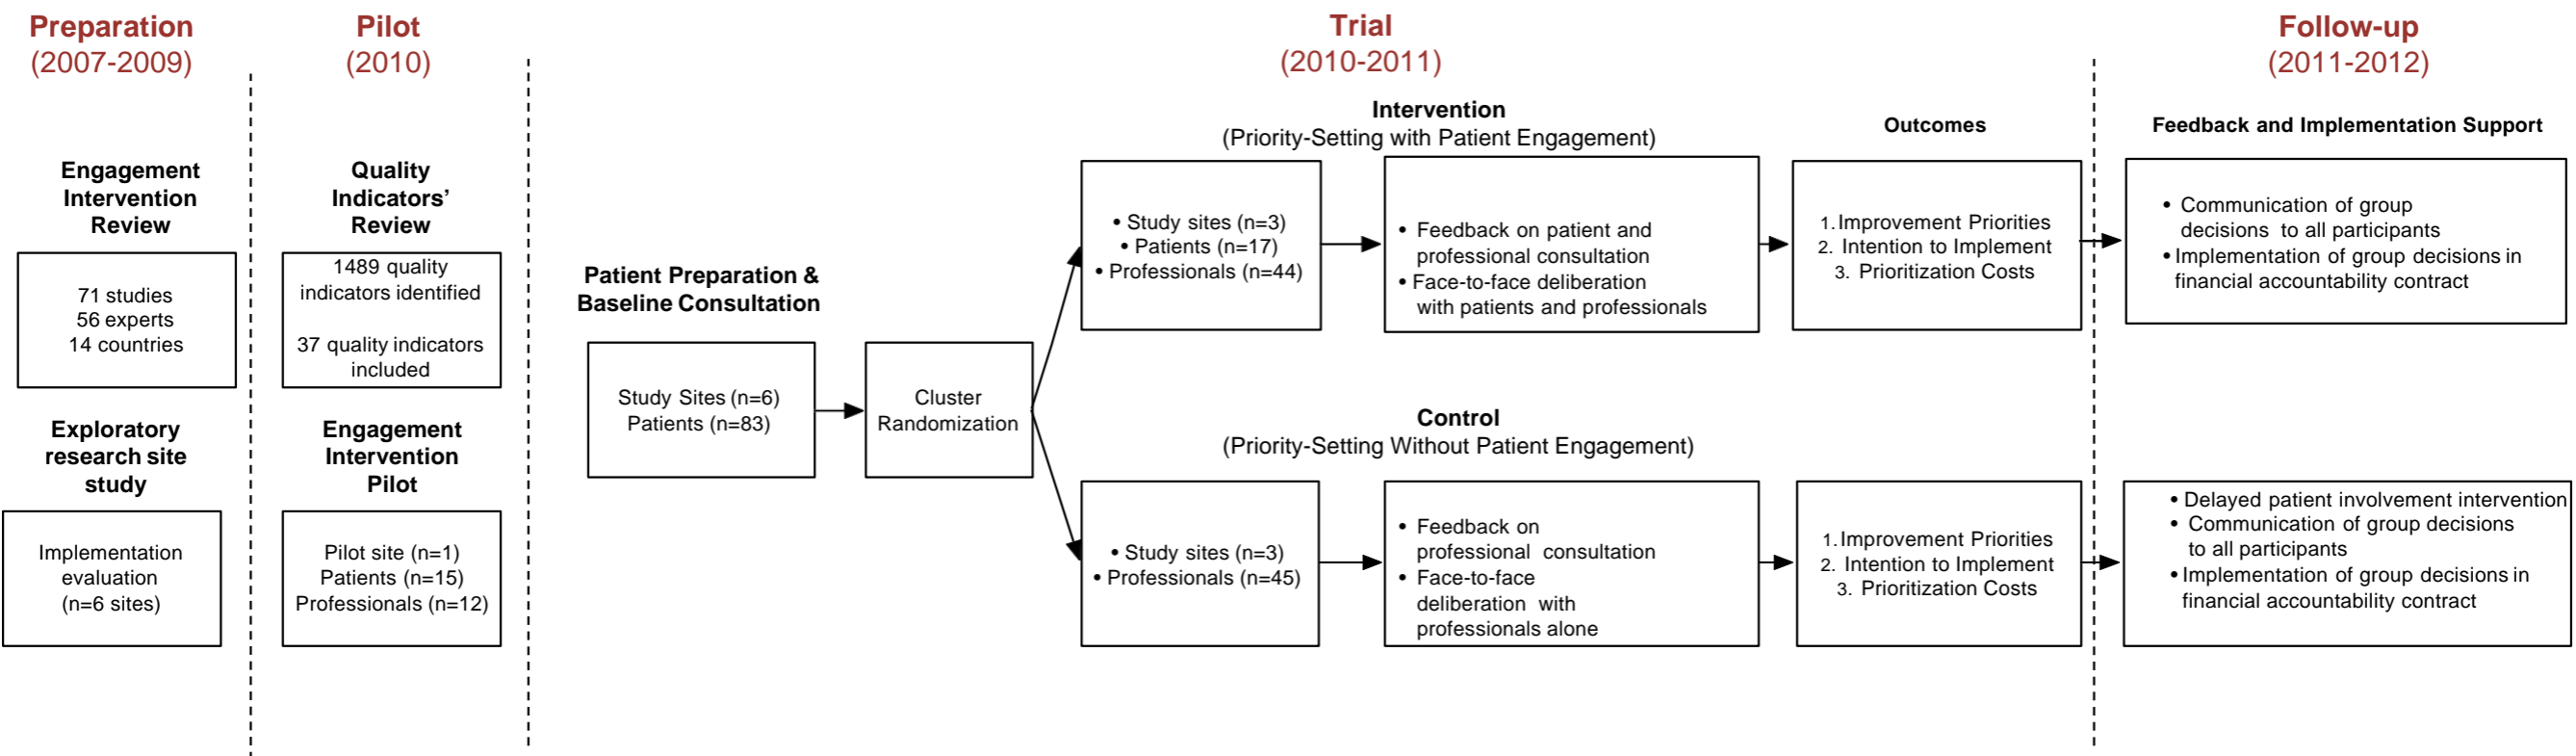 Preparation
(2007-2009)
Engagement
Intervention
Review
71 studies
56 experts
14 countries
Exploratory
research site
study
Implementation
evaluation
(n=6 sites)
Pilot
(2010)
Quality
Indicators’
Review
1489 quality
indicators identified
37 quality indicators
included
Engagement
Intervention
Pilot
Pilot site (n=1)
Patients (n=15)
Professionals (n=12)
Trial
(2010-2011)
Patient Preparation &
Baseline Consultation
Study Sites (n=6)
Patients (n=83)
Cluster
Randomization
Intervention
(Priority-Setting with Patient Engagement)
• Study sites (n=3)
• Patients (n=17)
• Professionals (n=44)
• Feedback on patient and
professional consultation
• Face-to-face deliberation
with patients and professionals
Outcomes
1. Improvement Priorities
2. Intention to Implement
3. Prioritization Costs
Control
(Priority-Setting Without Patient Engagement)
• Study sites (n=3)
• Professionals (n=45)
• Feedback on
professional consultation
• Face-to-face
deliberation with
professionals alone
1. Improvement Priorities
2. Intention to Implement
3. Prioritization Costs
Follow-up
(2011-2012)
Feedback and Implementation Support
• Communication of group
decisions to all participants
• Implementation of group decisions in
financial accountability contract
• Delayed patient involvement intervention
• Communication of group decisions
to all participants
• Implementation of group decisions in
financial accountability contract